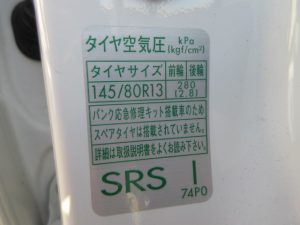 タイヤ空気圧 kPa (kgf/cm²)
タイヤサイズ 前輪 後輪
145/80R13 280 (2.8)
パンク応急修理キット搭載車のため
スペアタイヤは搭載されていません。
詳細は取扱説明書をよくお読み下さい。
SRS I
74P0